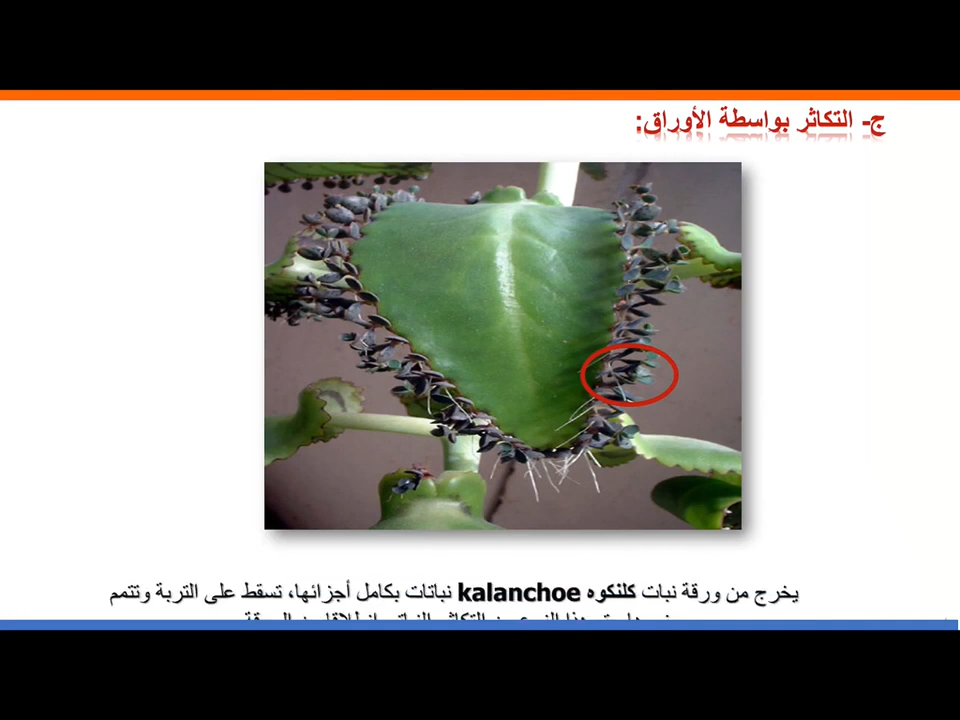 ج- التكاثر بواسطة الأوراق:
يخرج من ورقة نبات كلنكوه kalanchoe نباتات بكامل أجزائها، تسقط على التربة وتتمم